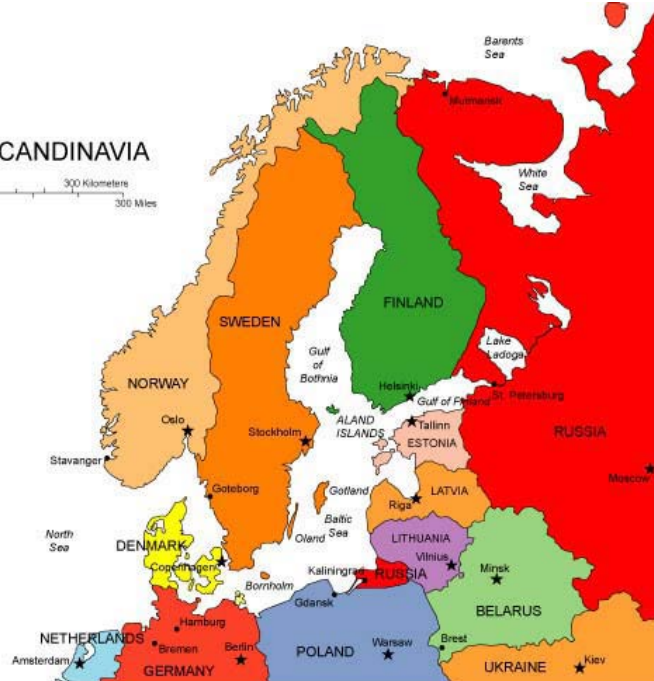 Barents
Sea
Murmansk
CANDINAVIA
300 Kilometers
300 Miles
White
Sea
FINLAND
SWEDEN
Lake
Ladoga
Gulf
of
Bothnia
NORWAY
Helsinki
Gulf of Finland
St. Petersburg
Oslo
ALAND
ISLANDS
Tallinn
ESTONIA
RUSSIA
Stockholm
Stavanger
Moscow
Goteborg
Gotland
LATVIA
Riga
Baltic
Sea
North
Sea
Oland
DENMARK
LITHUANIA
Vilnius
Copenhagen
Kaliningrad
RUSSIA
Minsk
Bornholm
Gdansk
BELARUS
Hamburg
NETHERLANDS
Bremen
Berlin
Warsaw
Brest
POLAND
Amsterdam
GERMANY
UKRAINE
Kiev